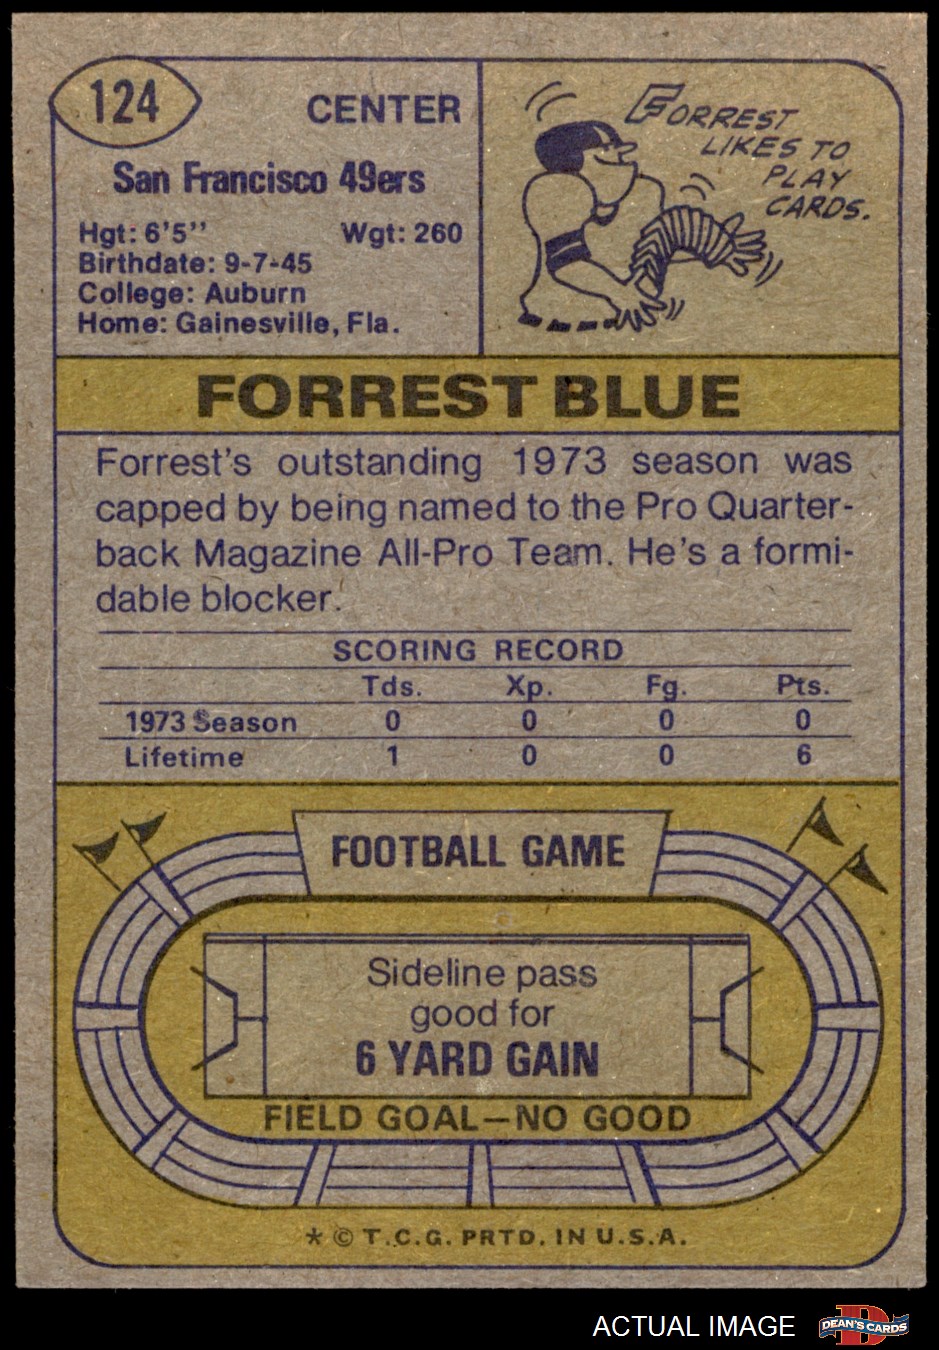 124
CENTER
San Francisco 49ers
Hgt: 6'5" Wgt: 260
Birthdate: 9-7-45
College: Auburn
Home: Gainesville, Fla.
FORREST
LIKES TO
PLAY
CARDS.
FORREST BLUE
Forrest's outstanding 1973 season was
capped by being named to the Pro Quarter-
back Magazine All-Pro Team. He's a formi-
dable blocker.
SCORING RECORD
Tds. Xp. Fg. Pts.
1973 Season 0 0 0 0
Lifetime 1 0 0 6
FOOTBALL GAME
Sideline pass
good for
6 YARD GAIN
FIELD GOAL—NO GOOD
* © T.C.G. PRTD. IN U.S.A.
ACTUAL IMAGE
D
DEAN'S CARDS